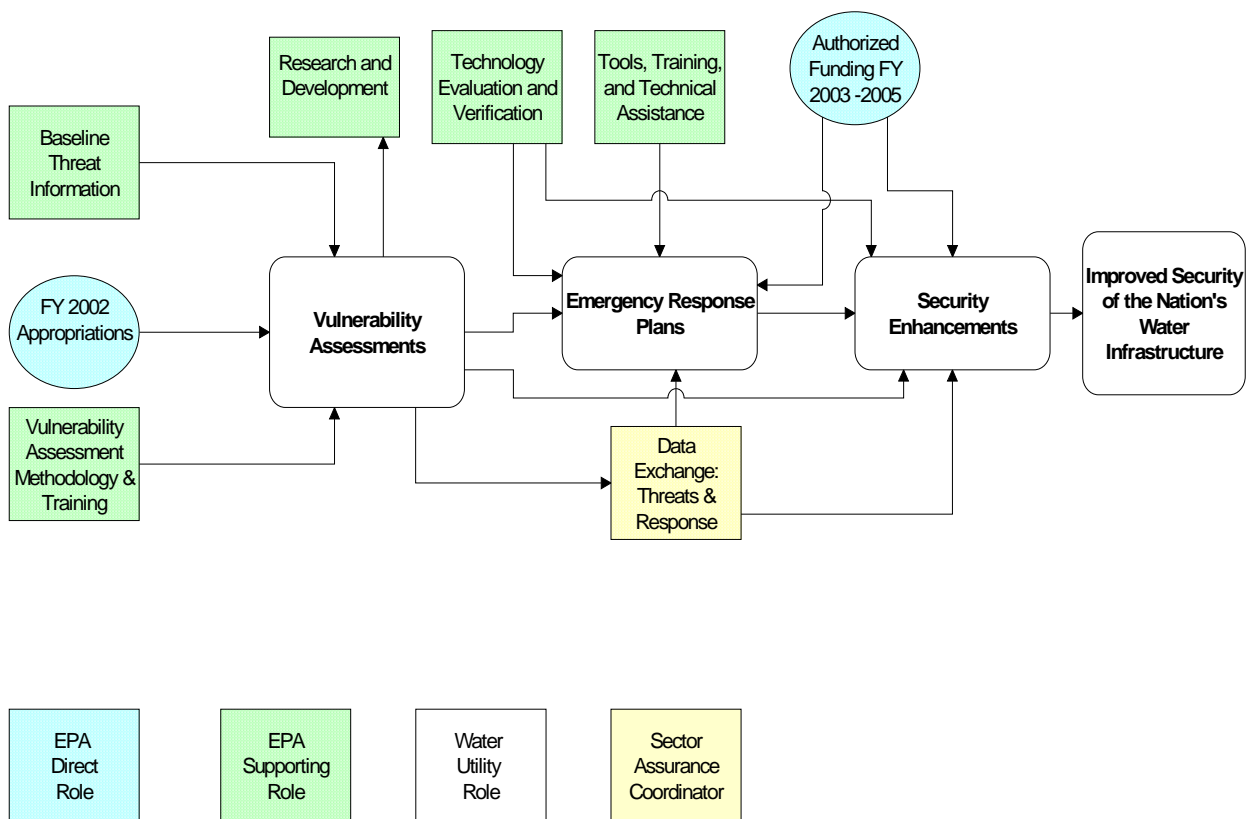 Research and
Development
Technology
Evaluation and
Verification
Tools, Training,
and Technical
Assistance
Authorized
Funding FY
2003 -2005
Baseline
Threat
Information
FY 2002
Appropriations
Vulnerability
Assessments
Emergency Response
Plans
Security
Enhancements
Improved Security
of the Nation's
Water
Infrastructure
Vulnerability
Assessment
Methodology &
Training
Data
Exchange:
Threats &
Response
EPA
Direct
Role
EPA
Supporting
Role
Water
Utility
Role
Sector
Assurance
Coordinator